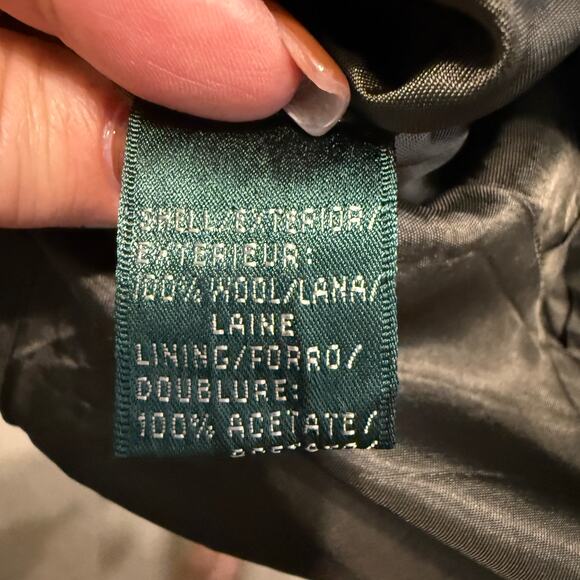 SHELL/EXTERIOR/
EXTERIEUR:
100% WOOL/LANA/
LAINE
LINING/FORRO/
DOUBLURE:
100% ACETATE/